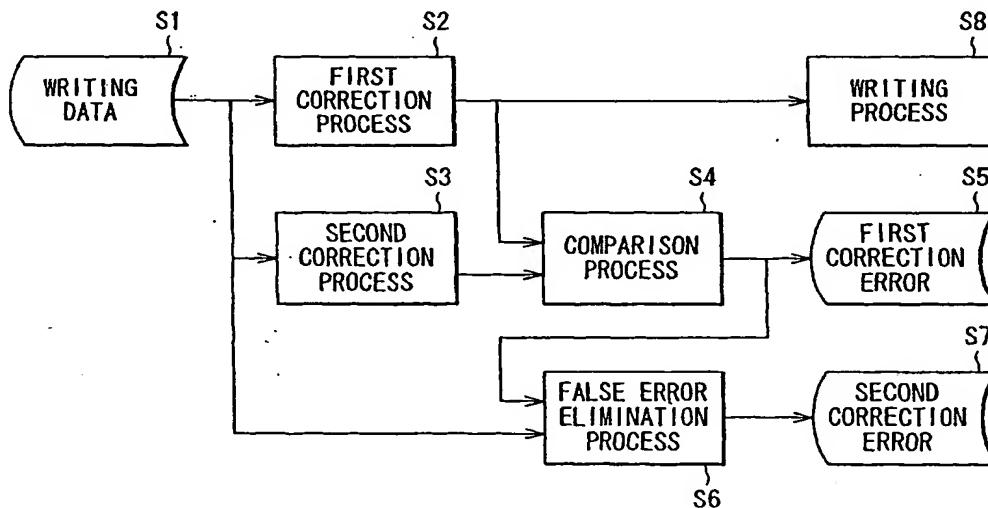 S1
WRITING
DATA
S2
FIRST
CORRECTION
PROCESS
S8
WRITING
PROCESS
S3
SECOND
CORRECTION
PROCESS
S4
COMPARISON
PROCESS
S5
FIRST
CORRECTION
ERROR
FALSE ERROR
ELIMINATION
PROCESS
S6
S7
SECOND
CORRECTION
ERROR